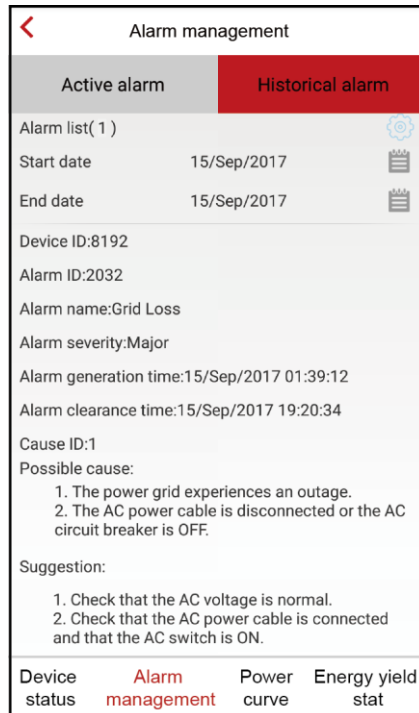 Alarm management
Active alarm
Historical alarm
Alarm list( 1 )
Start date 15/Sep/2017
End date 15/Sep/2017
Device ID:8192
Alarm ID:2032
Alarm name:Grid Loss
Alarm severity:Major
Alarm generation time:15/Sep/2017 01:39:12
Alarm clearance time:15/Sep/2017 19:20:34
Cause ID:1
Possible cause:
1. The power grid experiences an outage.
2. The AC power cable is disconnected or the AC
circuit breaker is OFF.
Suggestion:
1. Check that the AC voltage is normal.
2. Check that the AC power cable is connected
and that the AC switch is ON.
Device
status
Alarm
management
Power
curve
Energy yield
stat